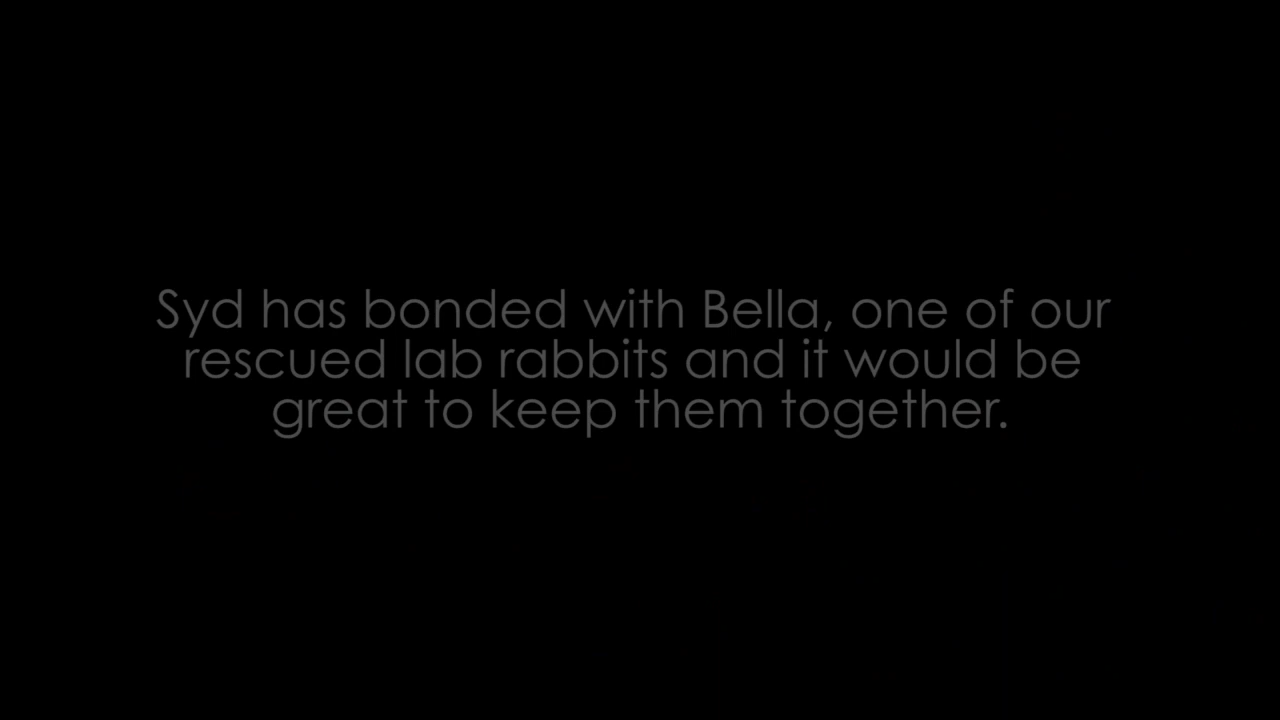 Syd has bonded with Bella, one of our
rescued lab rabbits and it would be
great to keep them together.